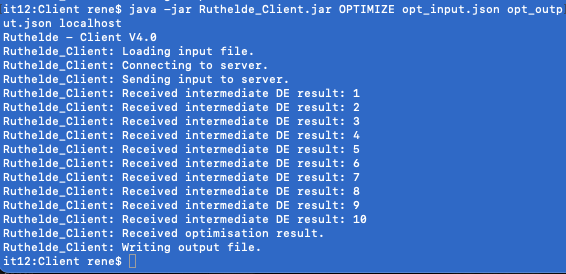 it12:Client rene$ java -jar Ruthelde_Client.jar OPTIMIZE opt_input.json opt_outp
ut.json localhost
Ruthelde - Client V4.0
Ruthelde_Client: Loading input file.
Ruthelde_Client: Connecting to server.
Ruthelde_Client: Sending input to server.
Ruthelde_Client: Received intermediate DE result: 1
Ruthelde_Client: Received intermediate DE result: 2
Ruthelde_Client: Received intermediate DE result: 3
Ruthelde_Client: Received intermediate DE result: 4
Ruthelde_Client: Received intermediate DE result: 5
Ruthelde_Client: Received intermediate DE result: 6
Ruthelde_Client: Received intermediate DE result: 7
Ruthelde_Client: Received intermediate DE result: 8
Ruthelde_Client: Received intermediate DE result: 9
Ruthelde_Client: Received intermediate DE result: 10
Ruthelde_Client: Received optimisation result.
Ruthelde_Client: Writing output file.
it12:Client rene$